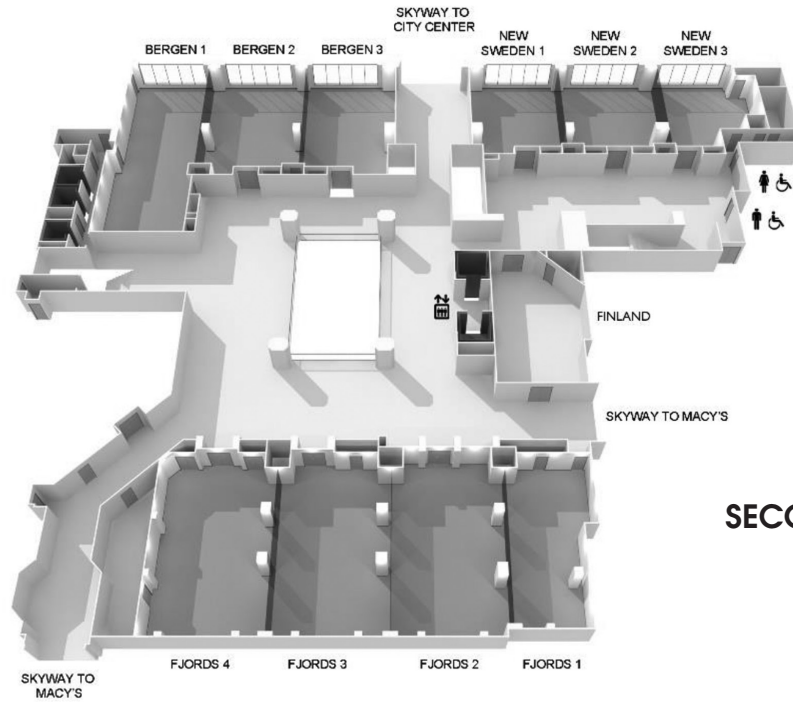 SKYWAY TO
CITY CENTER
BERGEN 1
BERGEN 2
BERGEN 3
NEW
SWEDEN 1
NEW
SWEDEN 2
NEW
SWEDEN 3
FINLAND
SKYWAY TO MACY'S
SECO
FJORDS 4
FJORDS 3
FJORDS 2
FJORDS 1
SKYWAY TO
MACY'S